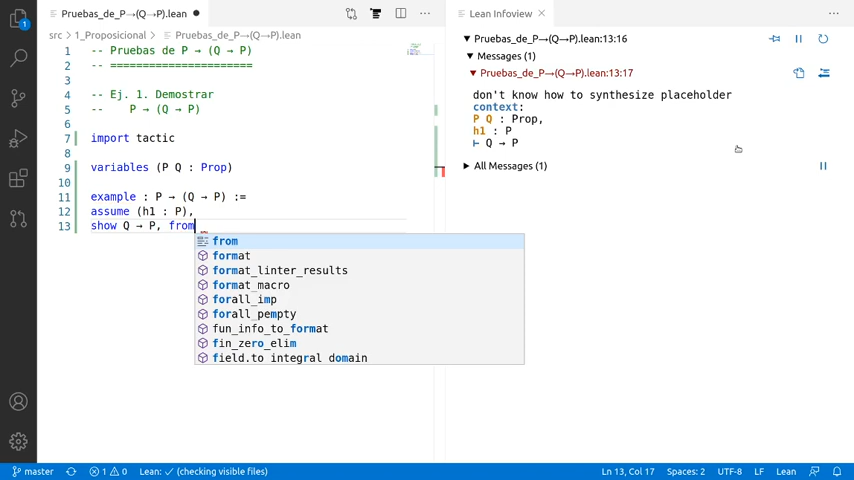 Pruebas_de_P→(Q→P).lean ●
Lean Infoview
src > 1_Proposicional > Pruebas_de_P→(Q→P).lean
1 -- Pruebas de P → (Q → P)
2 -- ======================
3
4 -- Ej. 1. Demostrar
5 --    P → (Q → P)
6
7 import tactic
8
9 variables (P Q : Prop)
10
11 example : P → (Q → P) :=
12 assume (h1 : P),
13 show Q → P, from
from
format
format_linter_results
format_macro
forall_imp
forall_pempty
fun_info_to_format
fin_zero_elim
field.to integral domain
Pruebas_de_P→(Q→P).lean:13:16
Messages (1)
Pruebas_de_P→(Q→P).lean:13:17
don't know how to synthesize placeholder
context:
P Q : Prop,
h1 : P
⊢ Q → P
All Messages (1)
1
master
1 0
Lean: ✓ (checking visible files)
Ln 13, Col 17
Spaces: 2
UTF-8
LF
Lean